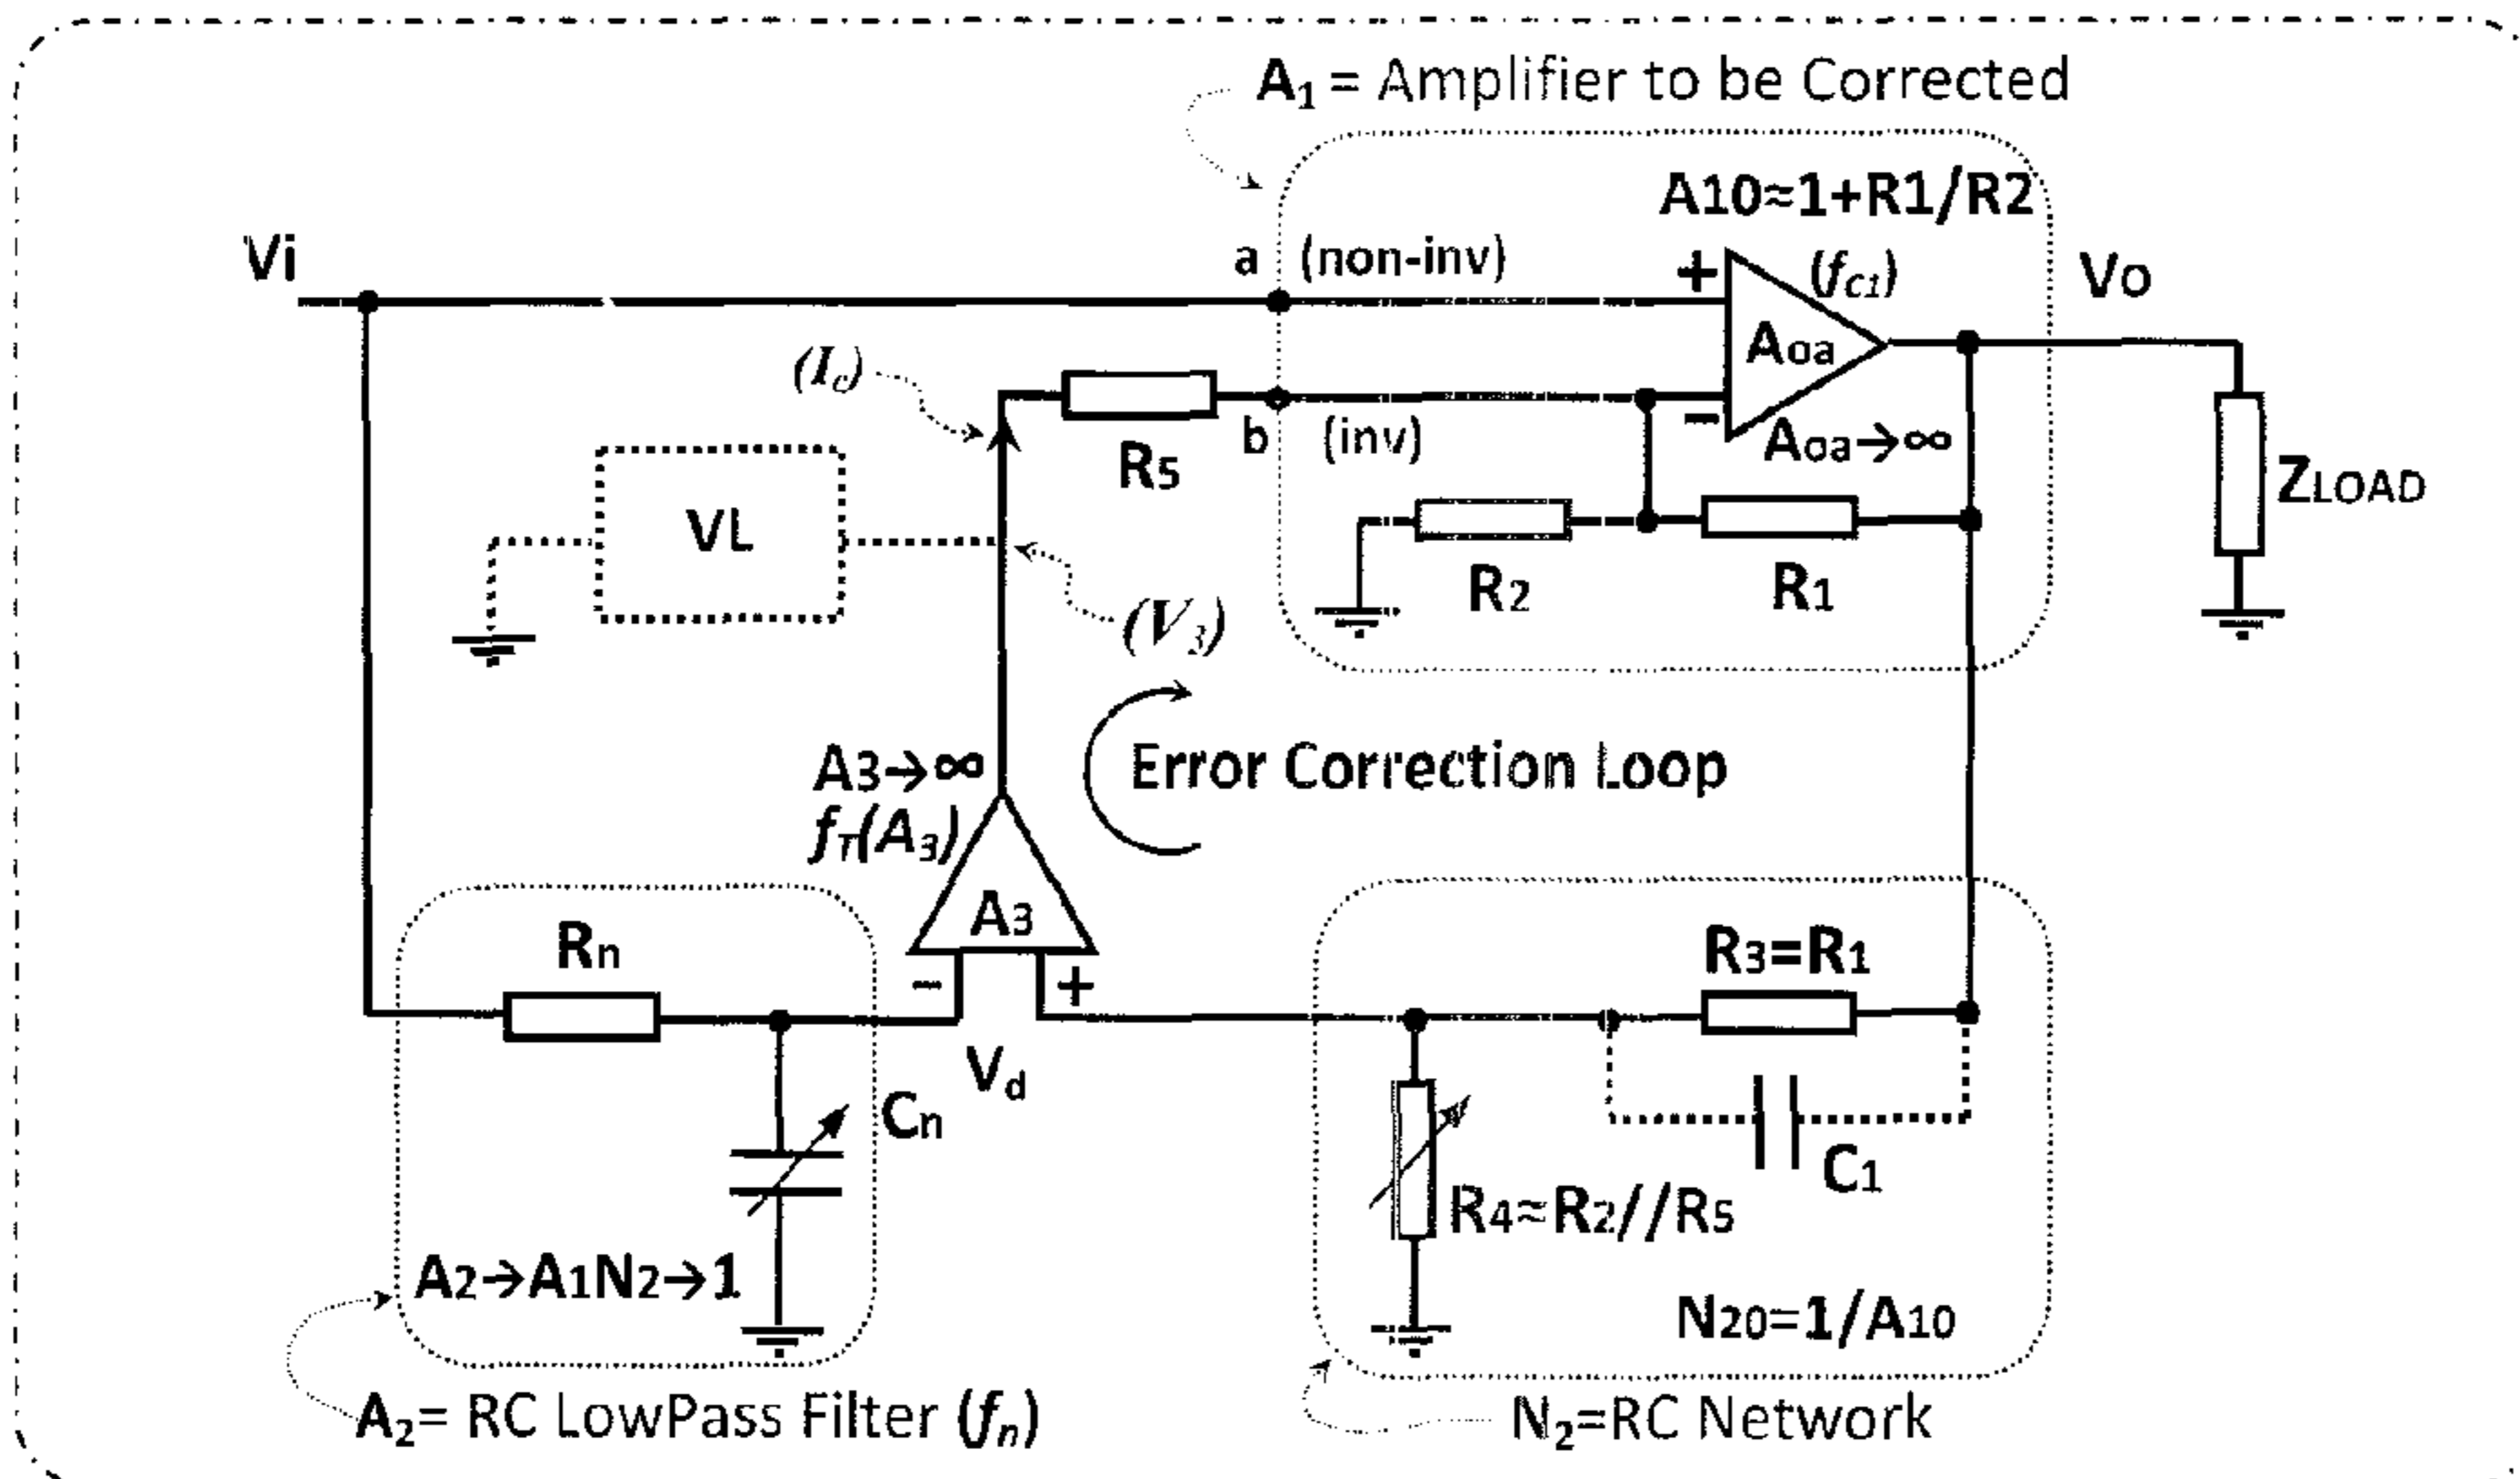 A1 = Amplifier to be Corrected
A10≈1+R1/R2
Vi
a (non-inv)
+
(fC1)
Vo
Aoa
(Ic)
−
R5
b (inv)
Aoa→∞
ZLOAD
VL
R2
R1
(V3)
A3→∞
Error Correction Loop
fT(A3)
A3
Rn
R3=R1
−
+
Vd
Cn
C1
R4≈R2//R5
A2→A1N2→1
N20=1/A10
A2= RC LowPass Filter (fn)
N2=RC Network